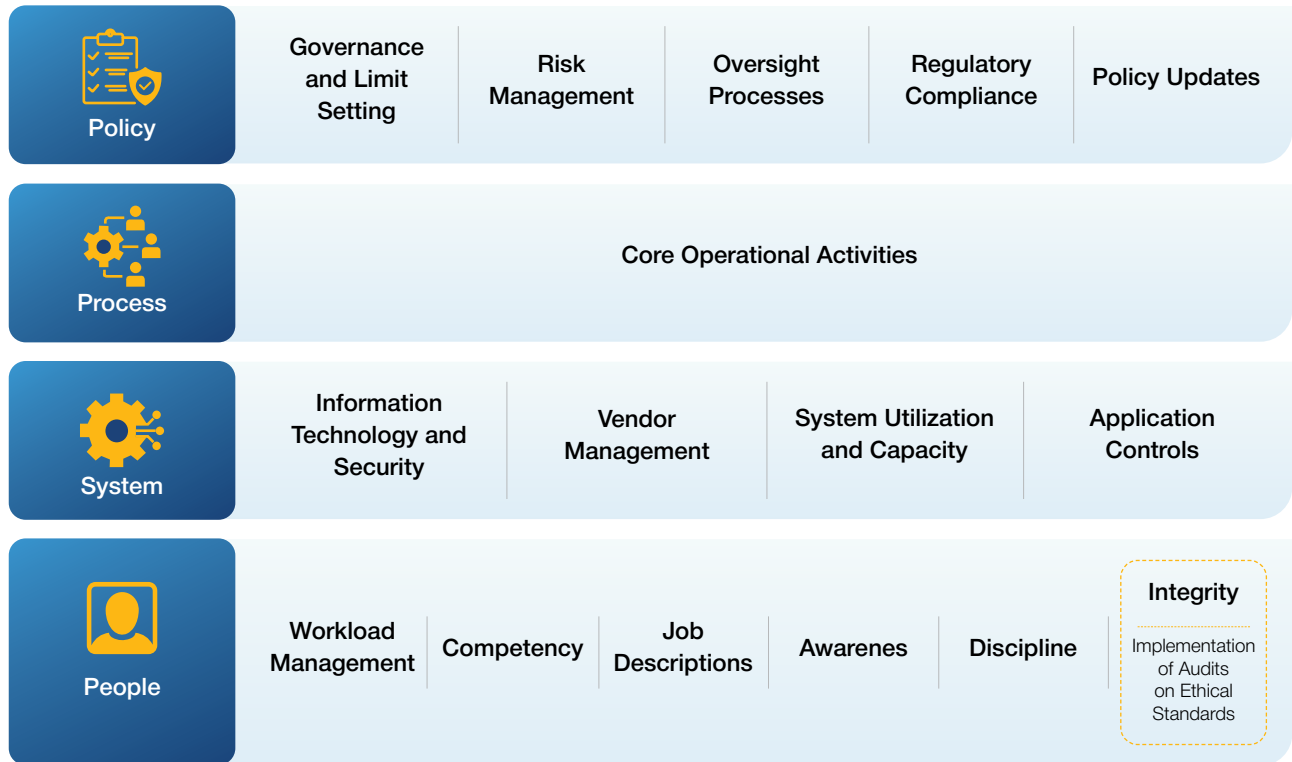 Policy
Governance
and Limit
Setting
Risk
Management
Oversight
Processes
Regulatory
Compliance
Policy Updates
Process
Core Operational Activities
System
Information
Technology and
Security
Vendor
Management
System Utilization
and Capacity
Application
Controls
People
Workload
Management
Competency
Job
Descriptions
Awarenes
Discipline
Integrity
Implementation
of Audits
on Ethical
Standards